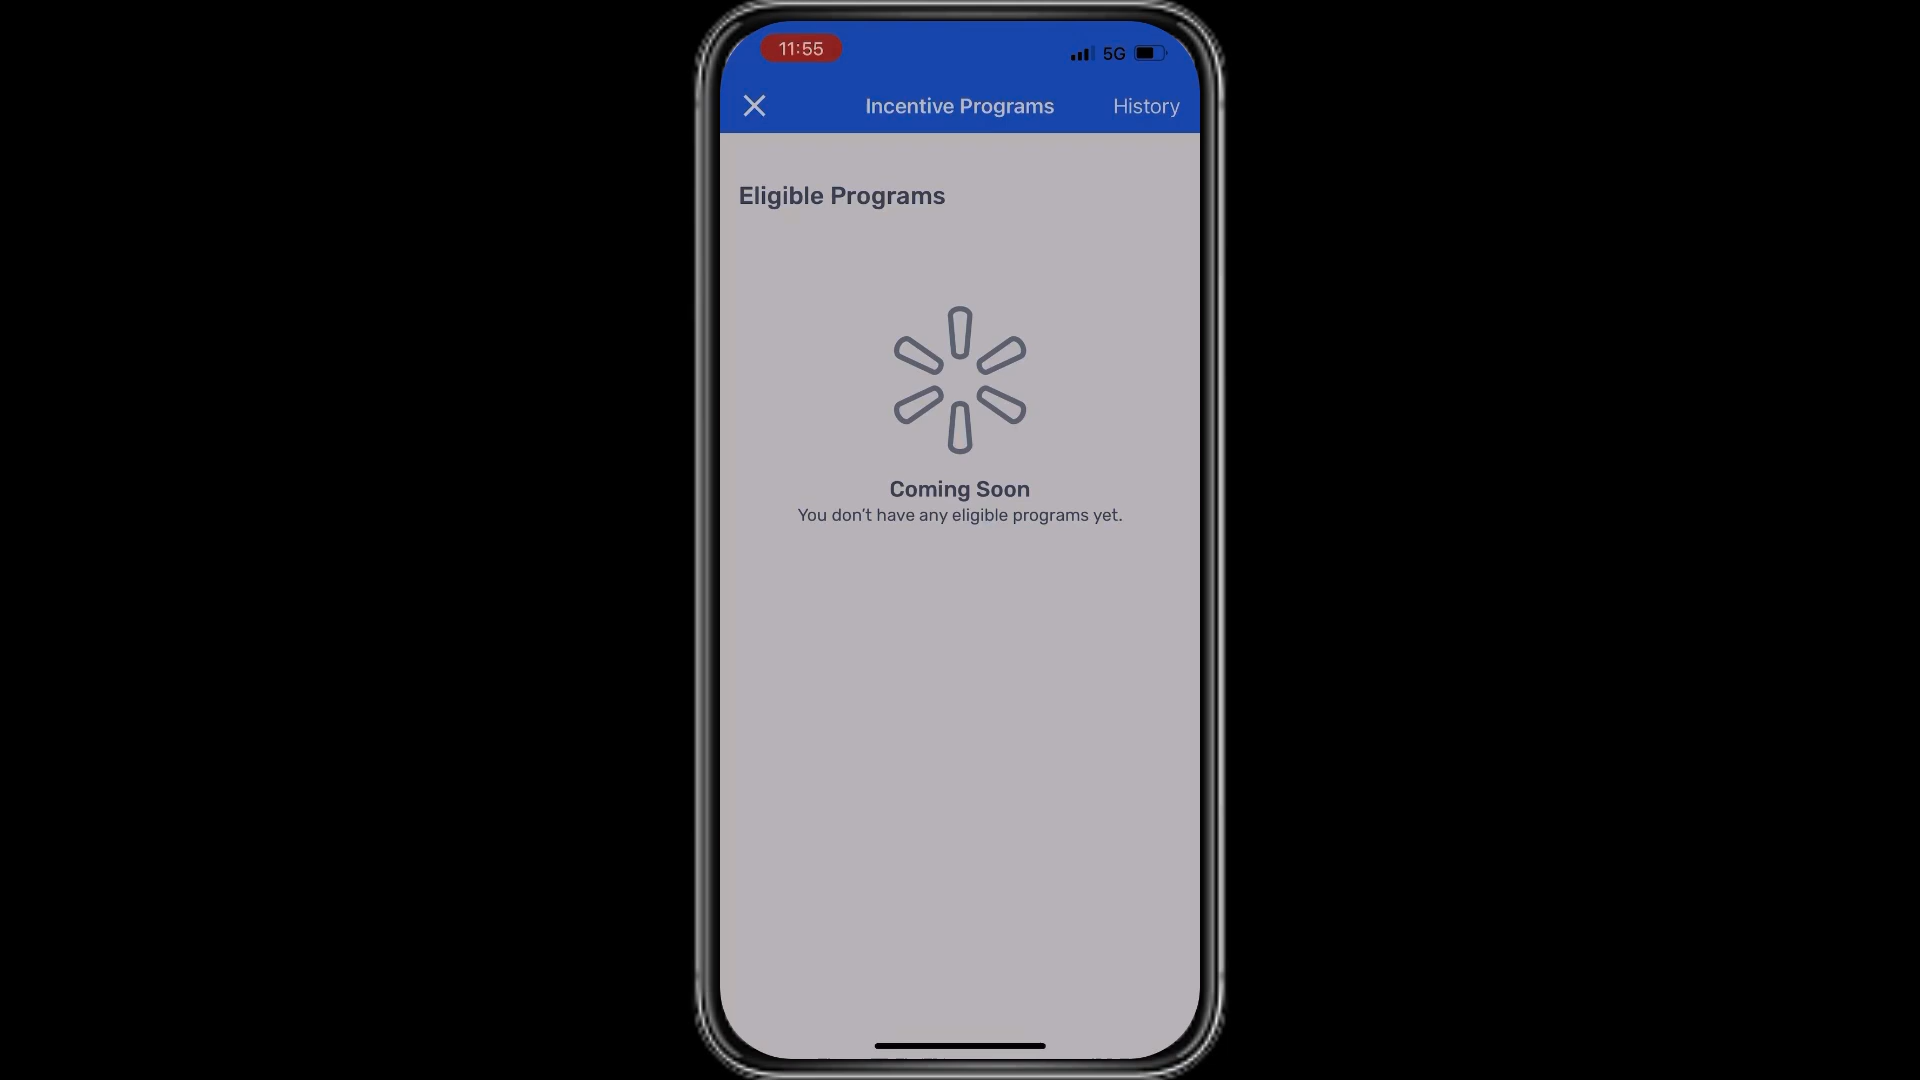 11:55
5G
Incentive Programs
History
Eligible Programs
Coming Soon
You don't have any eligible programs yet.